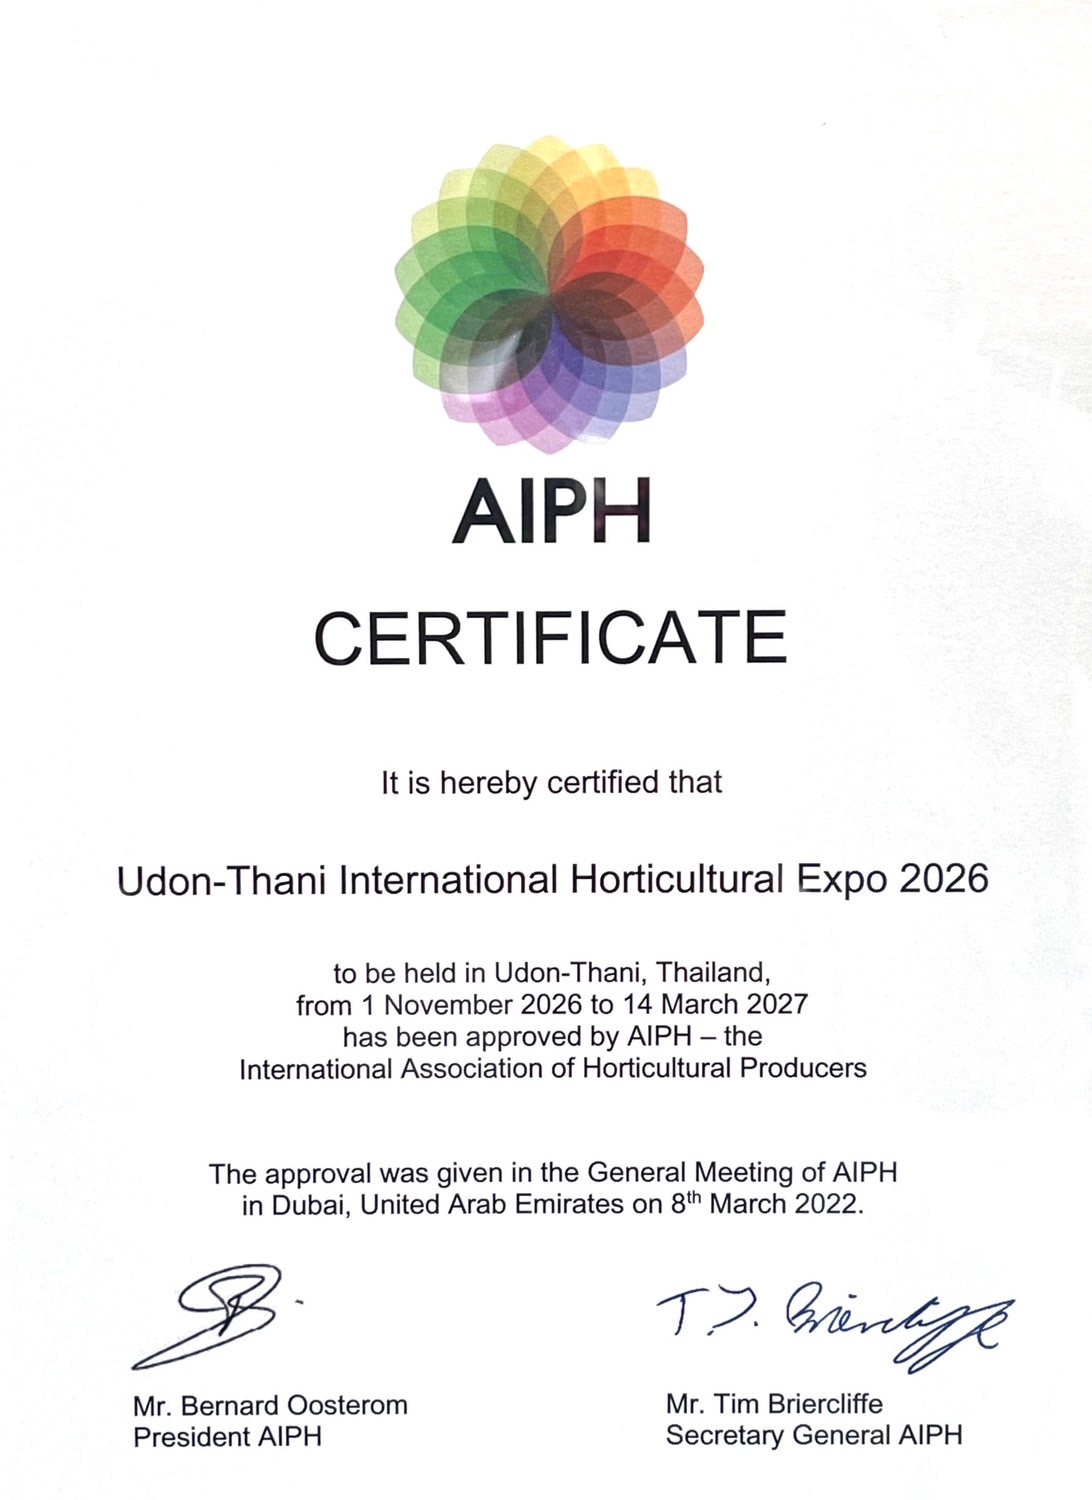 AIPH
CERTIFICATE
It is hereby certified that
Udon-Thani International Horticultural Expo 2026
to be held in Udon-Thani, Thailand,
from 1 November 2026 to 14 March 2027
has been approved by AIPH – the
International Association of Horticultural Producers
The approval was given in the General Meeting of AIPH
in Dubai, United Arab Emirates on 8th March 2022.
T. J. Briercliffe
Mr. Bernard Oosterom
President AIPH
Mr. Tim Briercliffe
Secretary General AIPH